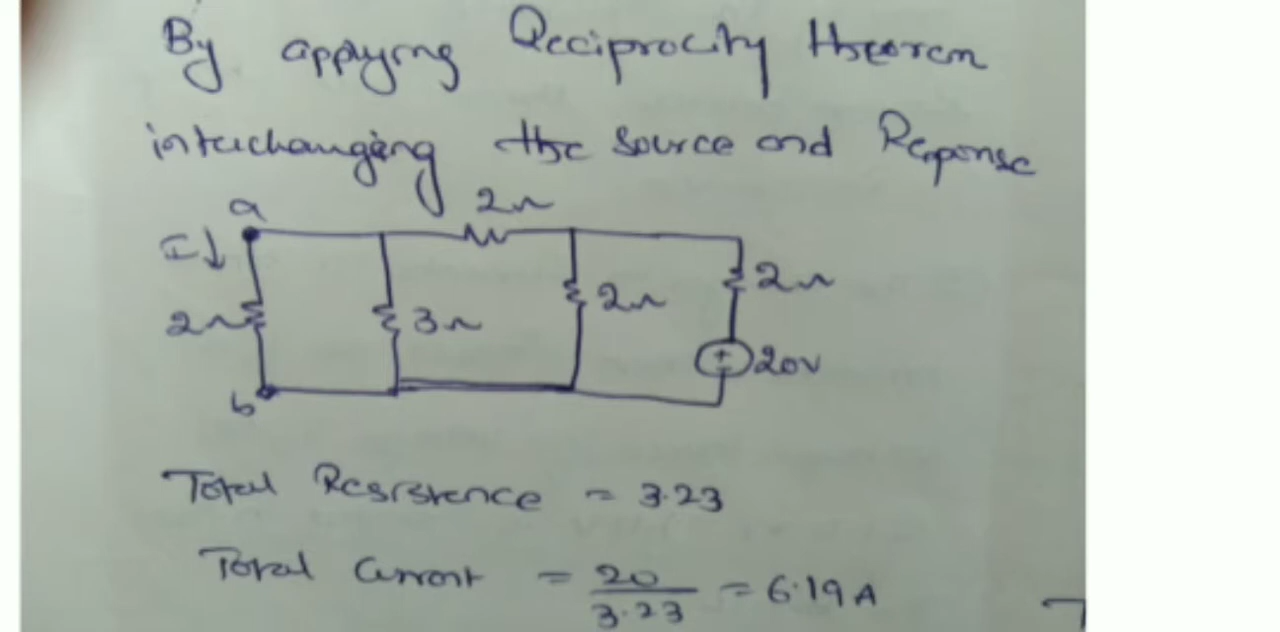 By applying Reciprocity theorem
interchanging the source and Response
a 2Ω
I↓ 2Ω
2Ω 3Ω 2Ω
20V
b
Total Resistence = 3.23
Total Current = 20/3.23 = 6.19A